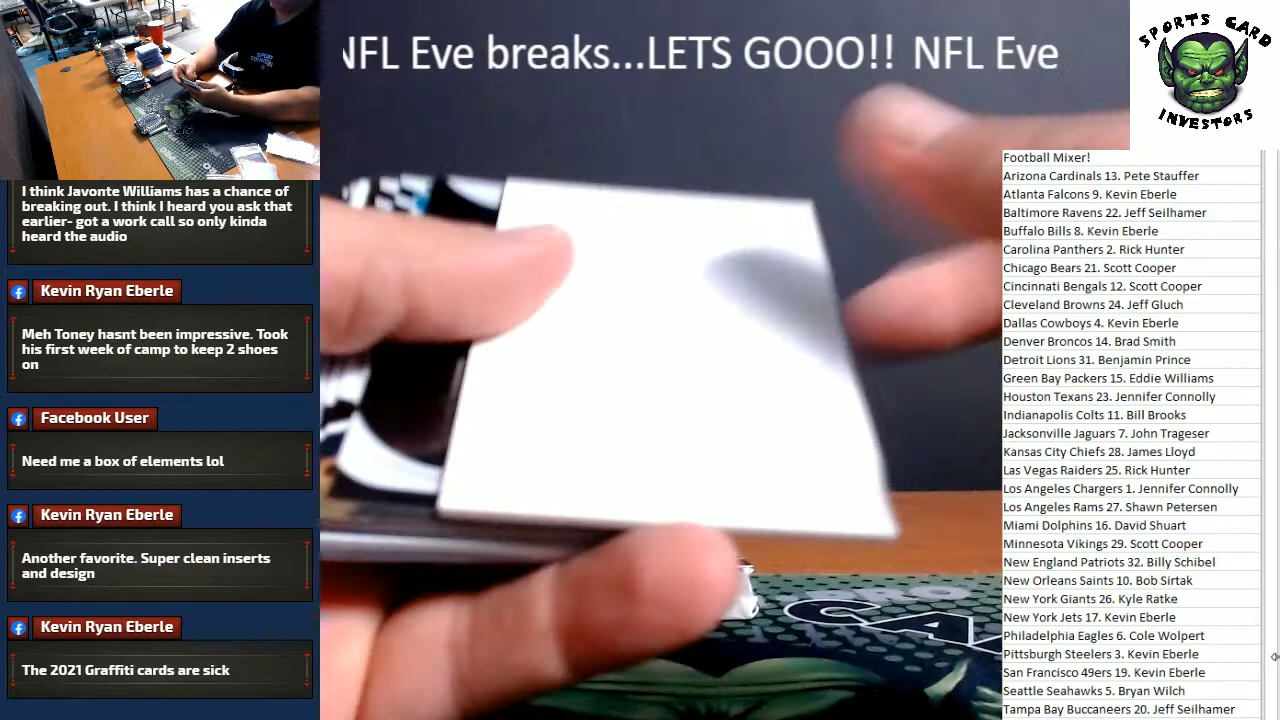 NFL Eve breaks...LETS GOOO!! NFL Eve
SPORTS CARD
INVESTORS
I think Javonte Williams has a chance of
breaking out. I think I heard you ask that
earlier- got a work call so only kinda
heard the audio
Kevin Ryan Eberle
Meh Toney hasnt been impressive. Took
his first week of camp to keep 2 shoes
on
Facebook User
Need me a box of elements lol
Kevin Ryan Eberle
Another favorite. Super clean inserts
and design
Kevin Ryan Eberle
The 2021 Graffiti cards are sick
Football Mixer!
Arizona Cardinals 13. Pete Stauffer
Atlanta Falcons 9. Kevin Eberle
Baltimore Ravens 22. Jeff Seilhamer
Buffalo Bills 8. Kevin Eberle
Carolina Panthers 2. Rick Hunter
Chicago Bears 21. Scott Cooper
Cincinnati Bengals 12. Scott Cooper
Cleveland Browns 24. Jeff Gluch
Dallas Cowboys 4. Kevin Eberle
Denver Broncos 14. Brad Smith
Detroit Lions 31. Benjamin Prince
Green Bay Packers 15. Eddie Williams
Houston Texans 23. Jennifer Connolly
Indianapolis Colts 11. Bill Brooks
Jacksonville Jaguars 7. John Trageser
Kansas City Chiefs 28. James Lloyd
Las Vegas Raiders 25. Rick Hunter
Los Angeles Chargers 1. Jennifer Connolly
Los Angeles Rams 27. Shawn Petersen
Miami Dolphins 16. David Shuart
Minnesota Vikings 29. Scott Cooper
New England Patriots 32. Billy Schibel
New Orleans Saints 10. Bob Sirtak
New York Giants 26. Kyle Ratke
New York Jets 17. Kevin Eberle
Philadelphia Eagles 6. Cole Wolpert
Pittsburgh Steelers 3. Kevin Eberle
San Francisco 49ers 19. Kevin Eberle
Seattle Seahawks 5. Bryan Wilch
Tampa Bay Buccaneers 20. Jeff Seilhamer